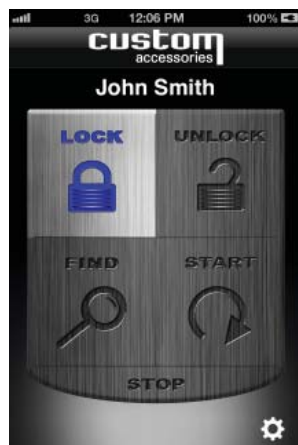 3G 12:06 PM 100%
custom
accessories
John Smith
LOCK UNLOCK
FIND START
STOP